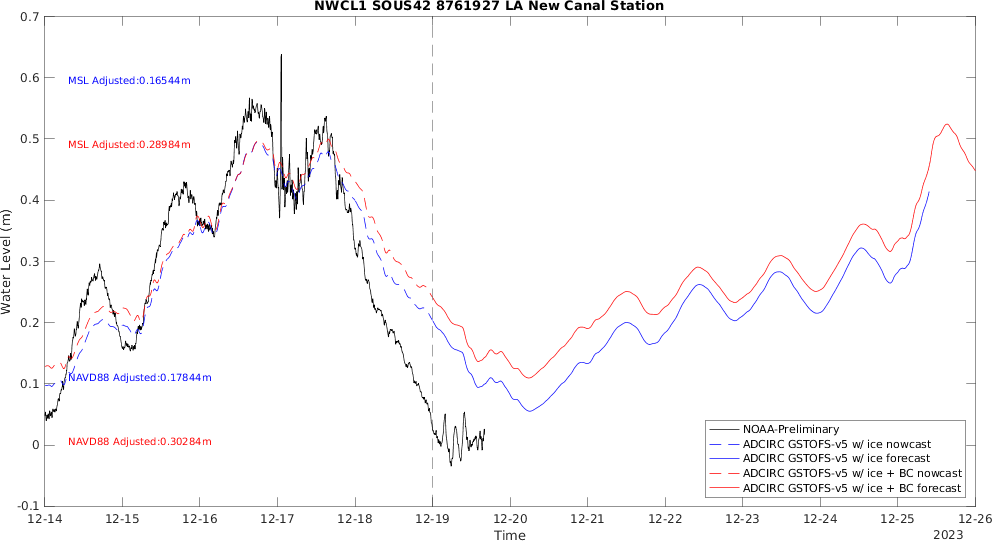 NWCL1 SOUS42 8761927 LA New Canal Station
0.7
0.6
0.5
0.4
0.3
0.2
0.1
0
-0.1
Water Level (m)
MSL Adjusted:0.16544m
MSL Adjusted:0.28984m
NAVD88 Adjusted:0.17844m
NAVD88 Adjusted:0.30284m
NOAA-Preliminary
ADCIRC GSTOFS-v5 w/ ice nowcast
ADCIRC GSTOFS-v5 w/ ice forecast
ADCIRC GSTOFS-v5 w/ ice + BC nowcast
ADCIRC GSTOFS-v5 w/ ice + BC forecast
12-14 12-15 12-16 12-17 12-18 12-19 12-20 12-21 12-22 12-23 12-24 12-25 12-26
Time
2023